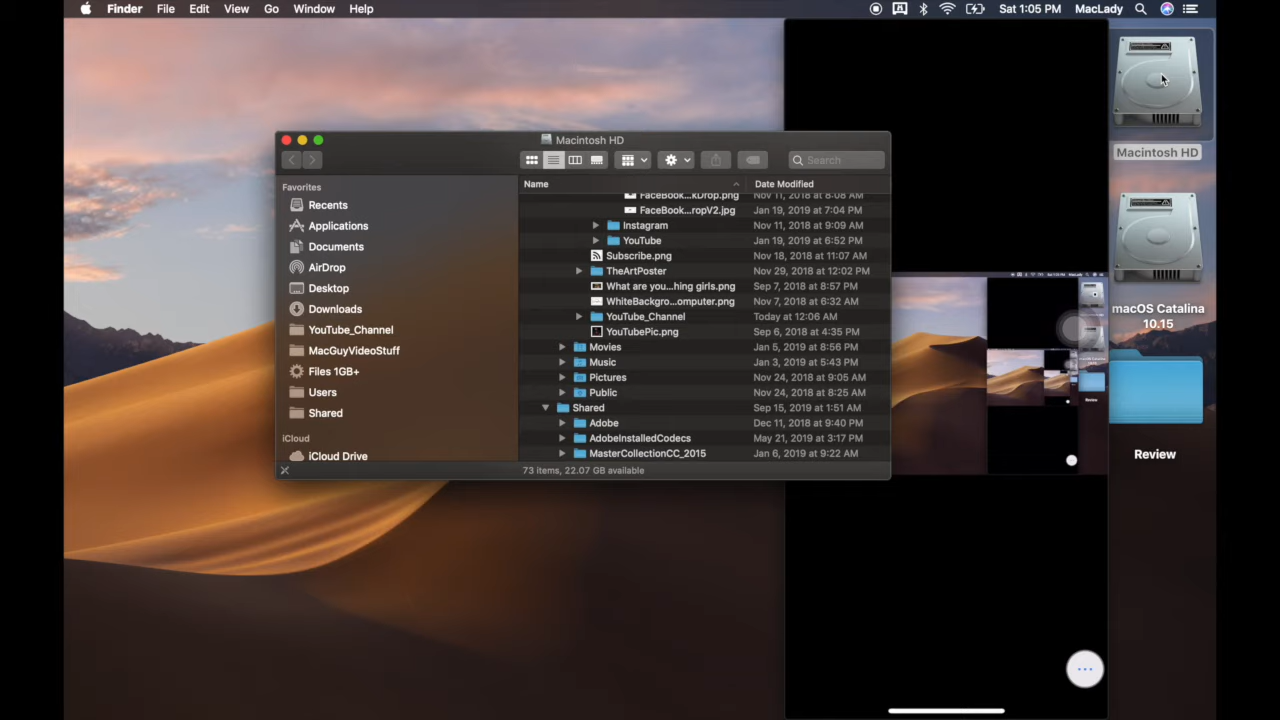 Finder File Edit View Go Window Help Sat 1:05 PM MacLady
Macintosh HD
Search
Favorites
Recents
Applications
Documents
AirDrop
Desktop
Downloads
YouTube_Channel
MacGuyVideoStuff
Files 1GB+
Users
Shared
iCloud
iCloud Drive
Name Date Modified
FaceBook...kDrop.png Nov 11, 2018 at 8:08 AM
FaceBook...ropV2.jpg Jan 19, 2019 at 7:04 PM
Instagram Nov 11, 2018 at 9:09 AM
YouTube Jan 19, 2019 at 6:52 PM
Subscribe.png Nov 18, 2018 at 11:07 AM
TheArtPoster Nov 29, 2018 at 12:02 PM
What are you...hing girls.png Sep 7, 2018 at 8:57 PM
WhiteBackgro...omputer.png Nov 7, 2018 at 6:32 AM
YouTube_Channel Today at 12:06 AM
YouTubePic.png Sep 6, 2018 at 4:35 PM
Movies Jan 5, 2019 at 8:56 PM
Music Jan 3, 2019 at 5:43 PM
Pictures Nov 24, 2018 at 9:05 AM
Public Nov 24, 2018 at 8:25 AM
Shared Sep 15, 2019 at 1:51 AM
Adobe Dec 11, 2018 at 9:40 PM
AdobeInstalledCodecs May 21, 2019 at 3:17 PM
MasterCollectionCC_2015 Jan 6, 2019 at 9:22 AM
73 items, 22.07 GB available
Macintosh HD
macOS Catalina
10.15
Review